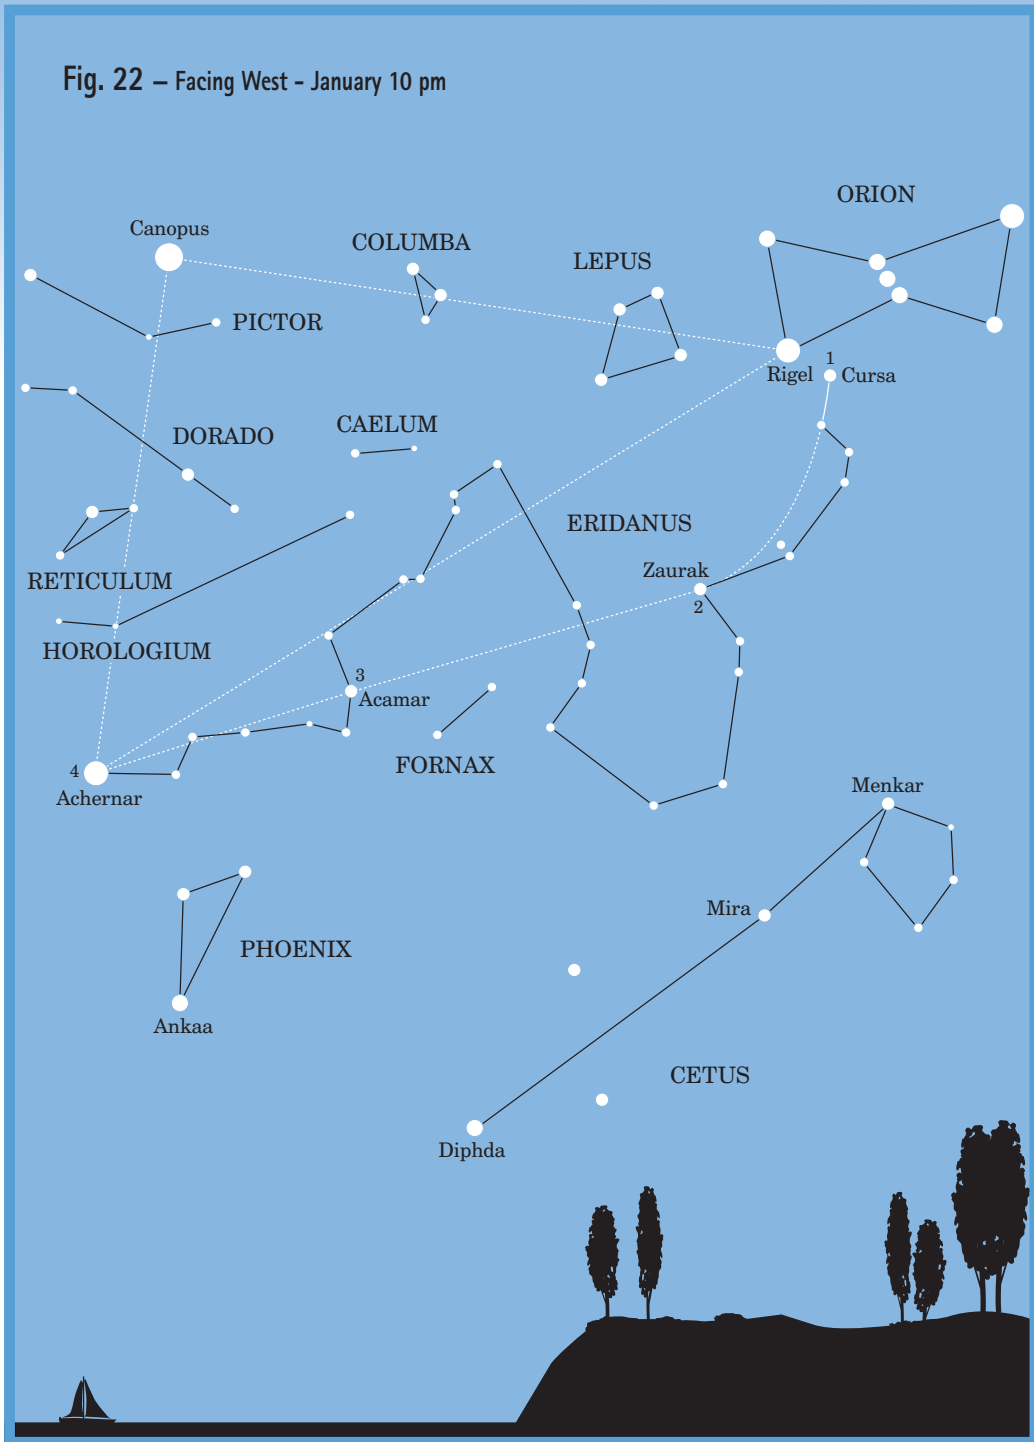 Fig. 22 – Facing West - January 10 pm
ORION
Canopus
COLUMBA
LEPUS
PICTOR
1
Rigel
Cursa
CAELUM
DORADO
ERIDANUS
Zaurak
RETICULUM
2
HOROLOGIUM
3
Acamar
FORNAX
4
Achernar
Menkar
Mira
PHOENIX
Ankaa
CETUS
Diphda